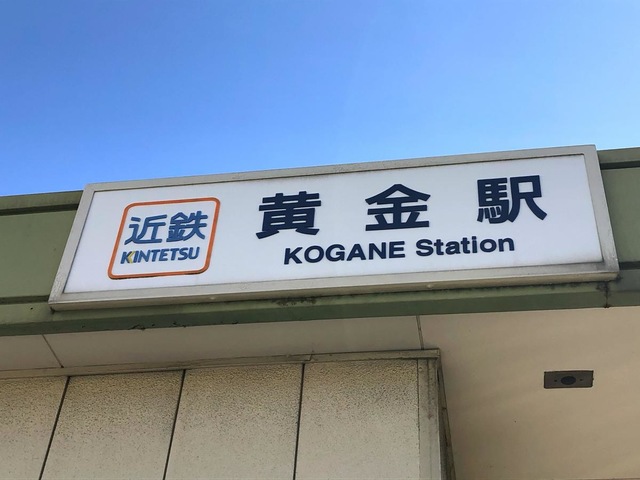 近鉄
KINTETSU
黄金駅
KOGANE Station